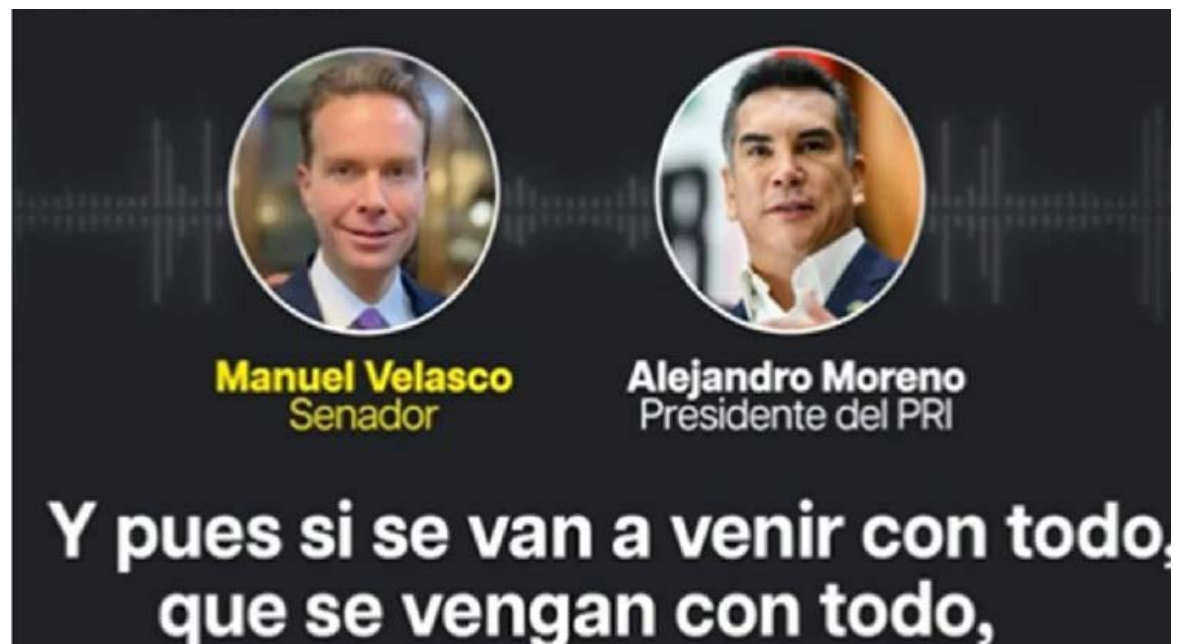 Manuel Velasco
Senador
Alejandro Moreno
Presidente del PRI
Y pues si se van a venir con todo,
que se vengan con todo,